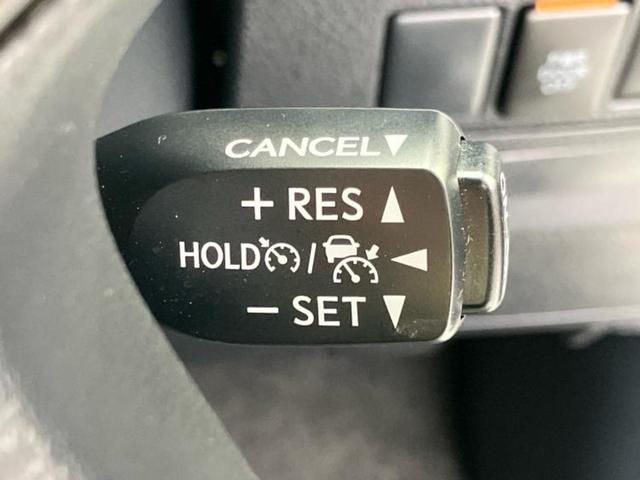 CANCEL▼
+ RES ▲
HOLD / ◀
− SET ▼